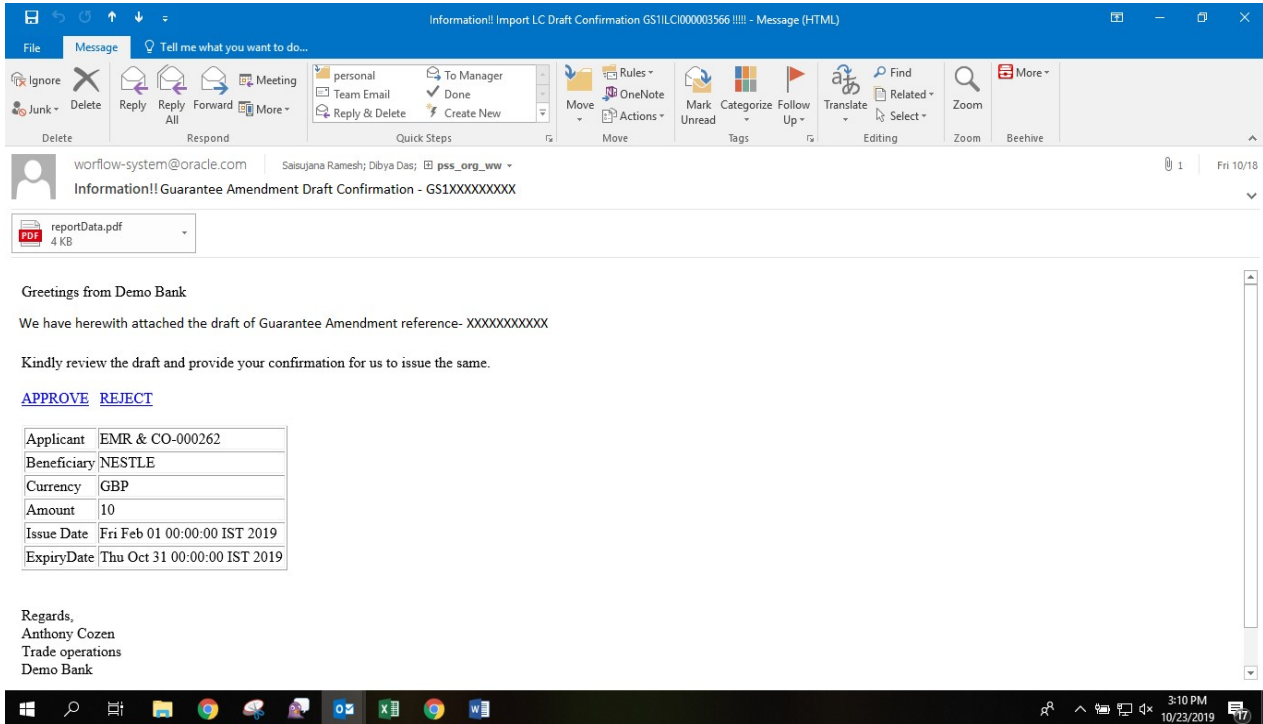 Information!! Import LC Draft Confirmation GS1ILCI000003566 !!!!! - Message (HTML)
File Message Tell me what you want to do...
Ignore
Junk
Delete
Reply
Reply All
Forward
Meeting
More
personal
Team Email
Reply & Delete
To Manager
Done
Create New
Move
Rules
OneNote
Actions
Mark Unread
Categorize
Follow Up
Translate
Find
Related
Select
Zoom
More
Delete Respond Quick Steps Move Tags Editing Zoom Beehive
worflow-system@oracle.com Saisujana Ramesh; Dibya Das; pss_org_ww 1 Fri 10/18
Information!! Guarantee Amendment Draft Confirmation - GS1XXXXXXXXX
PDF reportData.pdf
4 KB
Greetings from Demo Bank
We have herewith attached the draft of Guarantee Amendment reference- XXXXXXXXXXX
Kindly review the draft and provide your confirmation for us to issue the same.
APPROVE REJECT
Applicant EMR & CO-000262
Beneficiary NESTLE
Currency GBP
Amount 10
Issue Date Fri Feb 01 00:00:00 IST 2019
ExpiryDate Thu Oct 31 00:00:00 IST 2019
Regards,
Anthony Cozen
Trade operations
Demo Bank
3:10 PM
10/23/2019
17